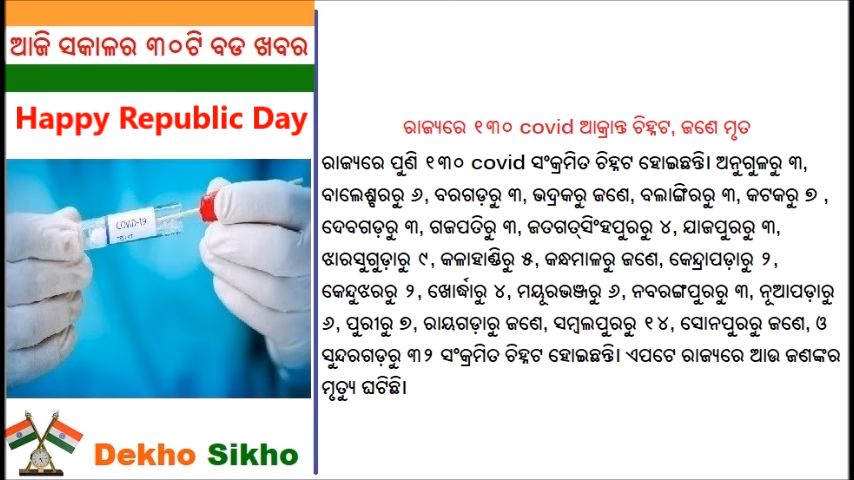 ଆଜି ସକାଳର ୩୦ଟି ବଡ ଖବର
Happy Republic Day
COVID-19
ରାଜ୍ୟରେ ୧୩୦ covid ଆକ୍ରାନ୍ତ ଚିହ୍ନଟ, ଜଣେ ମୃତ
ରାଜ୍ୟରେ ପୁଣି ୧୩୦ covid ସଂକ୍ରମିତ ଚିହ୍ନଟ ହୋଇଛନ୍ତି। ଅନୁଗୁଳରୁ ୩,
ବାଲେଶ୍ବରରୁ ୬, ବରଗଡ଼ରୁ ୩, ଭଦ୍ରକରୁ ଜଣେ, ବଲାଙ୍ଗିରରୁ ୩, କଟକରୁ ୭ ,
ଦେବଗଡ଼ରୁ ୩, ଗଜପତିରୁ ୩, ଜଗତ୍‌ସିଂହପୁରରୁ ୪, ଯାଜପୁରରୁ ୩,
ଝାରସୁଗୁଡ଼ାରୁ ୯, କଳାହାଣ୍ଡିରୁ ୫, କନ୍ଧମାଳରୁ ଜଣେ, କେନ୍ଦ୍ରାପଡ଼ାରୁ ୨,
କେନ୍ଦୁଝରରୁ ୨, ଖୋର୍ଦ୍ଧାରୁ ୪, ମୟୂରଭଞ୍ଜରୁ ୬, ନବରଙ୍ଗପୁରରୁ ୩, ନୂଆପଡ଼ାରୁ
୬, ପୁରୀରୁ ୭, ରାୟଗଡ଼ାରୁ ଜଣେ, ସମ୍ବଲପୁରରୁ ୧୪, ସୋନପୁରରୁ ଜଣେ, ଓ
ସୁନ୍ଦରଗଡ଼ରୁ ୩୨ ସଂକ୍ରମିତ ଚିହ୍ନଟ ହୋଇଛନ୍ତି। ଏପଟେ ରାଜ୍ୟରେ ଆଉ ଜଣଙ୍କର
ମୃତ୍ୟୁ ଘଟିଛି।
Dekho Sikho